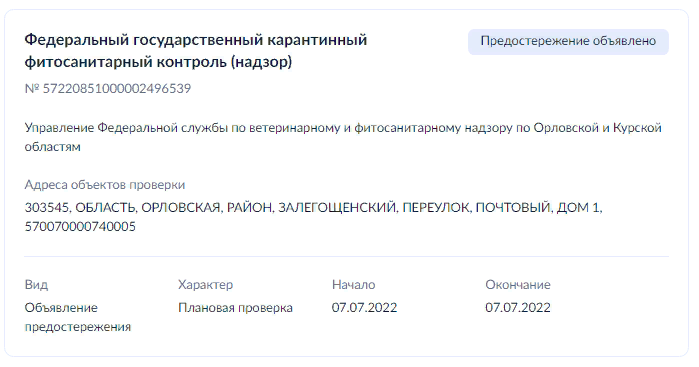 Федеральный государственный карантинный
фитосанитарный контроль (надзор)
Предостережение объявлено
№ 57220851000002496539
Управление Федеральной службы по ветеринарному и фитосанитарному надзору по Орловской и Курской
областям
Адреса объектов проверки
303545, ОБЛАСТЬ, ОРЛОВСКАЯ, РАЙОН, ЗАЛЕГОЩЕНСКИЙ, ПЕРЕУЛОК, ПОЧТОВЫЙ, ДОМ 1,
570070000740005
Вид
Характер
Начало
Окончание
Объявление
предостережения
Плановая проверка
07.07.2022
07.07.2022